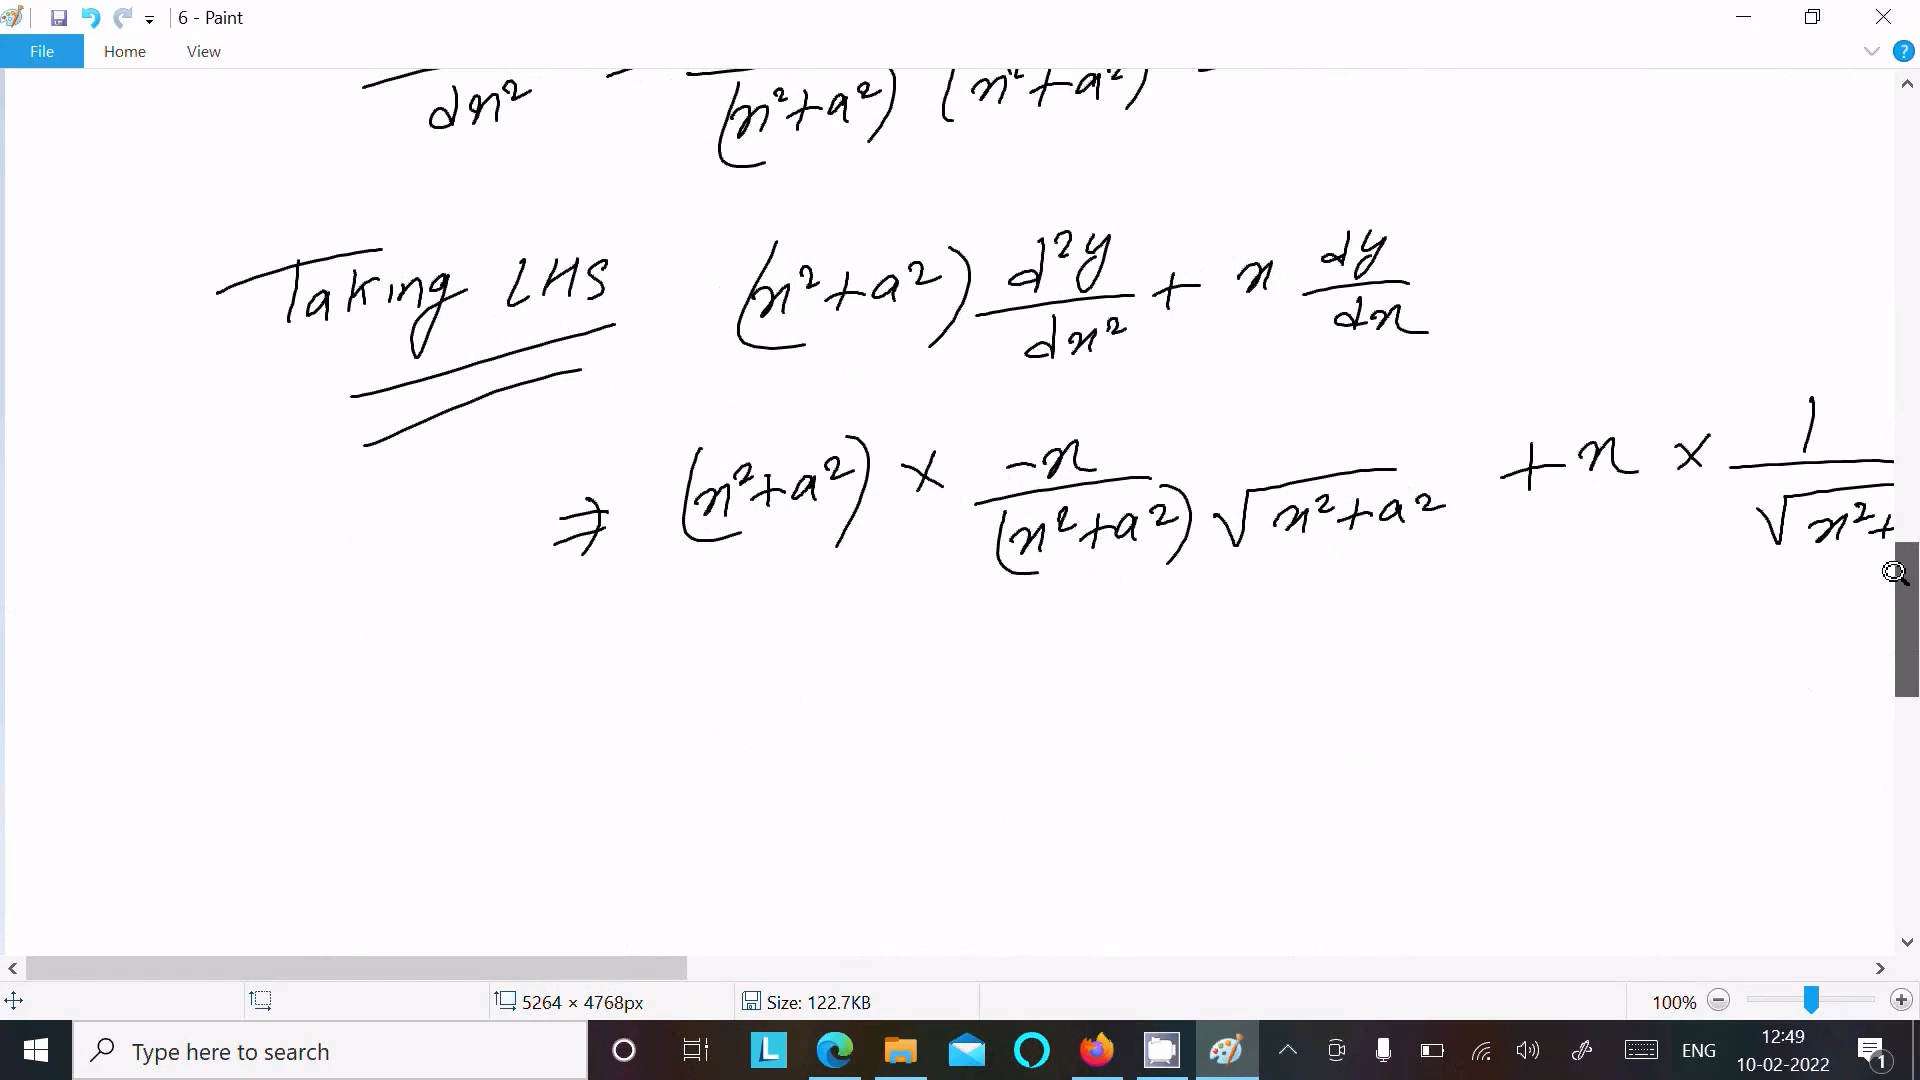 6 - Paint
File Home View
dx² (x²+a²) (x²+a²)
Taking LHS (x²+a²) d²y/dx² + x dy/dx
⇒ (x²+a²) × -x/(x²+a²)√x²+a² + x × 1/√x²+
5264 × 4768px Size: 122.7KB 100%
Type here to search L ENG 12:49
10-02-2022 1